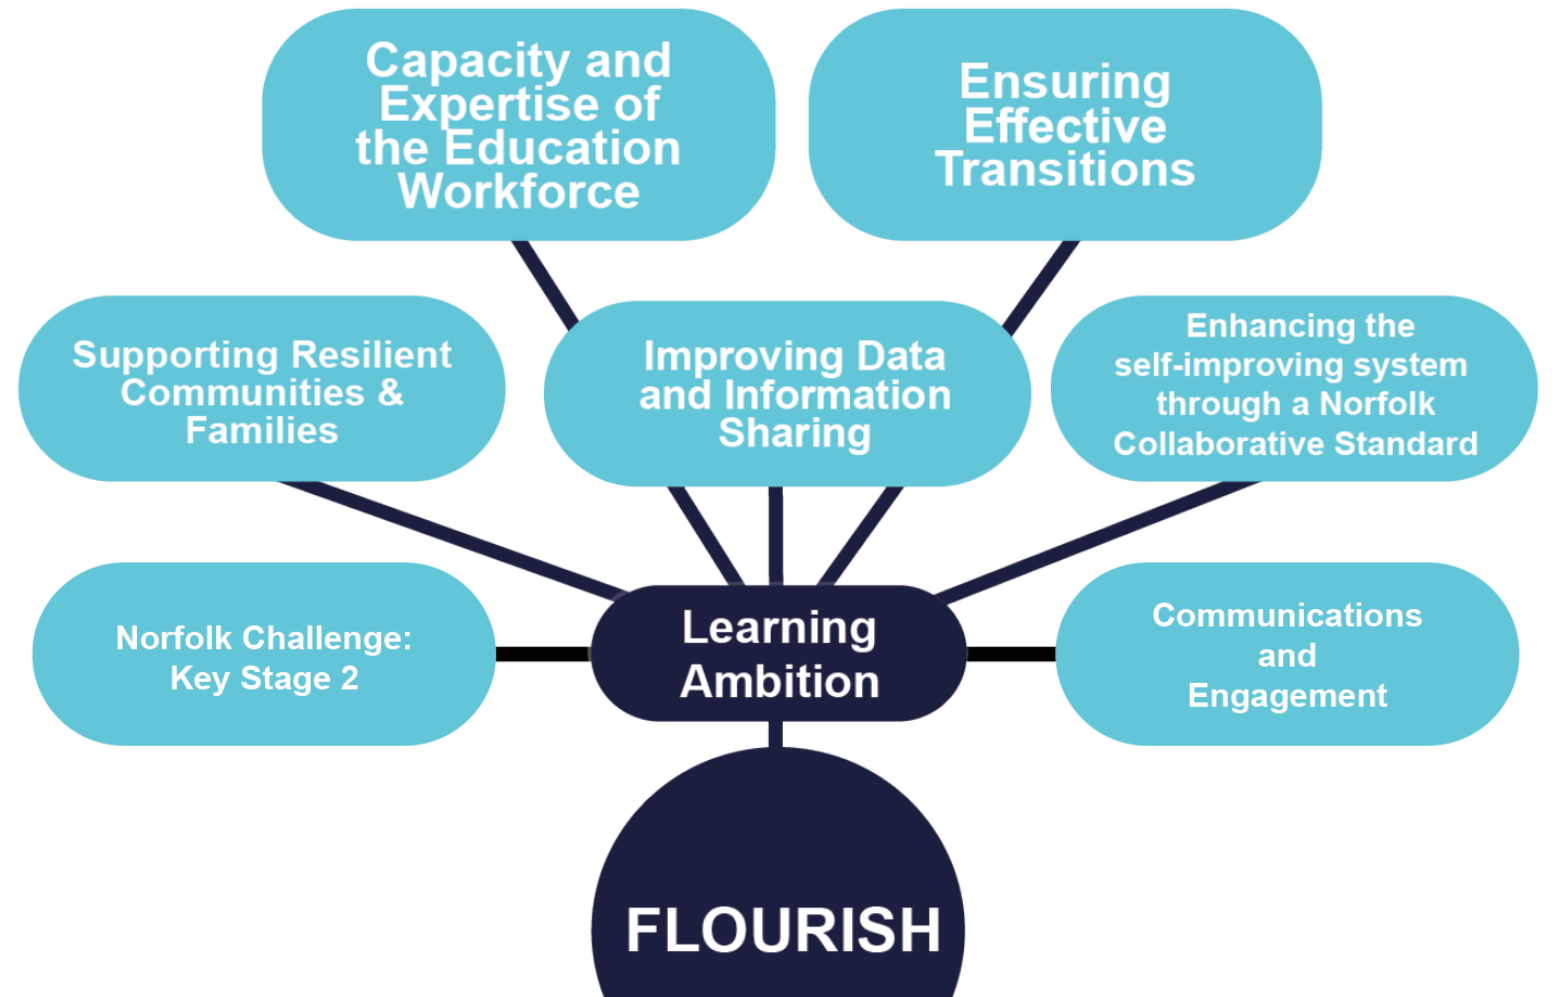 Capacity and
Expertise of
the Education
Workforce
Ensuring
Effective
Transitions
Supporting Resilient
Communities &
Families
Improving Data
and Information
Sharing
Enhancing the
self-improving system
through a Norfolk
Collaborative Standard
Norfolk Challenge:
Key Stage 2
Learning
Ambition
Communications
and
Engagement
FLOURISH